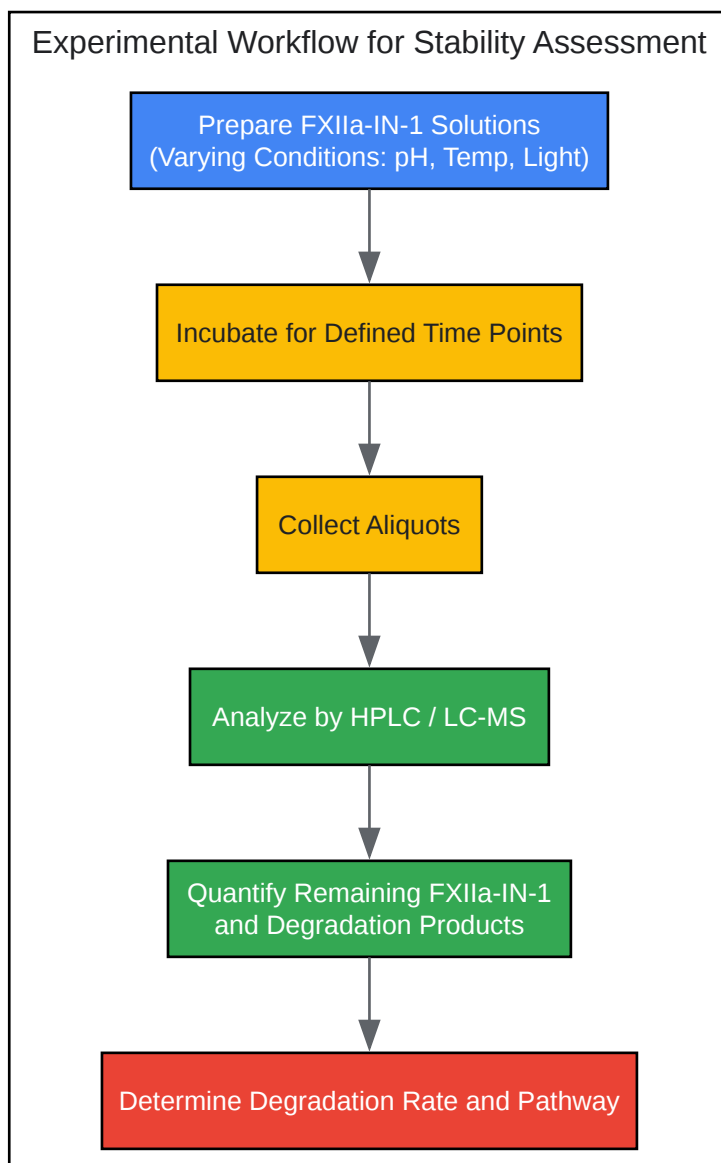 Experimental Workflow for Stability Assessment
Prepare FXIIa-IN-1 Solutions
(Varying Conditions: pH, Temp, Light)
Incubate for Defined Time Points
Collect Aliquots
Analyze by HPLC / LC-MS
Quantify Remaining FXIIa-IN-1
and Degradation Products
Determine Degradation Rate and Pathway